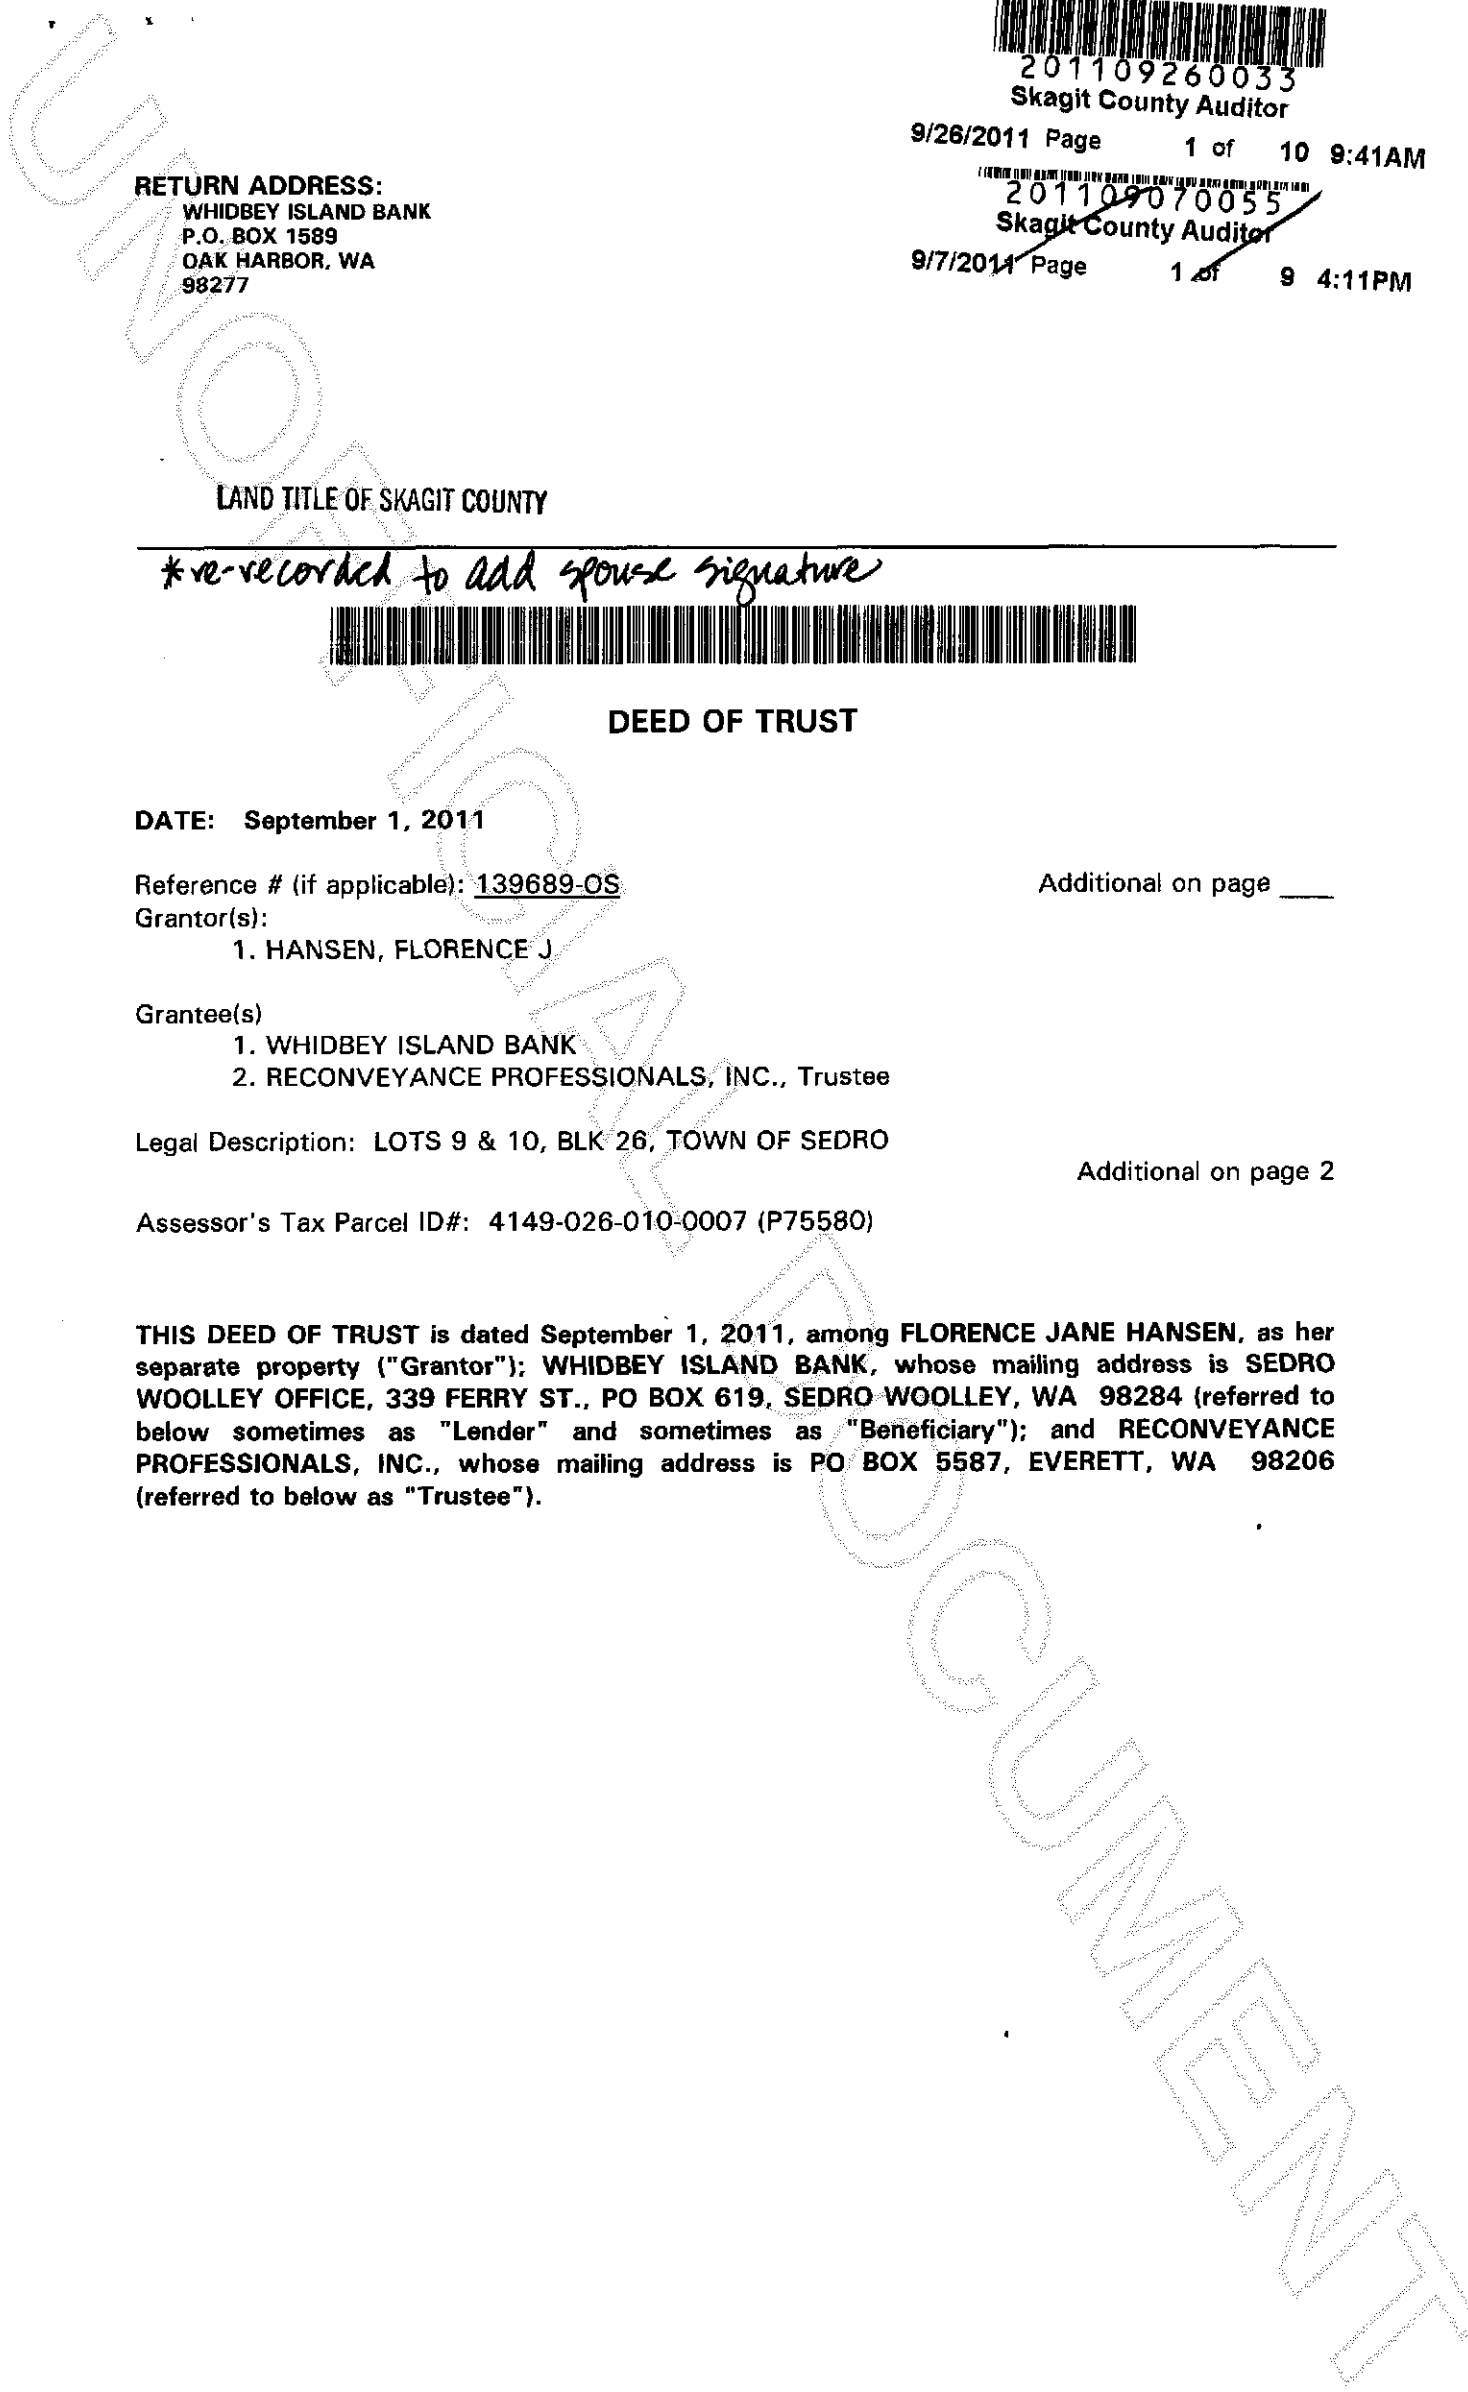 201109260033
Skagit County Auditor
9/26/2011 Page 1 of 10 9:41AM
201109070055
Skagit County Auditor
9/7/2011 Page 1 of 9 4:11PM
RETURN ADDRESS:
WHIDBEY ISLAND BANK
P.O. BOX 1589
OAK HARBOR, WA
98277
LAND TITLE OF SKAGIT COUNTY
*re-recorded to add spouse signature
DEED OF TRUST
DATE: September 1, 2011
Reference # (if applicable): 139689-OS Additional on page ____
Grantor(s):
1. HANSEN, FLORENCE J
Grantee(s)
1. WHIDBEY ISLAND BANK
2. RECONVEYANCE PROFESSIONALS, INC., Trustee
Legal Description: LOTS 9 & 10, BLK 26, TOWN OF SEDRO
Additional on page 2
Assessor's Tax Parcel ID#: 4149-026-010-0007 (P75580)
THIS DEED OF TRUST is dated September 1, 2011, among FLORENCE JANE HANSEN, as her
separate property ("Grantor"); WHIDBEY ISLAND BANK, whose mailing address is SEDRO
WOOLLEY OFFICE, 339 FERRY ST., PO BOX 619, SEDRO WOOLLEY, WA 98284 (referred to
below sometimes as "Lender" and sometimes as "Beneficiary"); and RECONVEYANCE
PROFESSIONALS, INC., whose mailing address is PO BOX 5587, EVERETT, WA 98206
(referred to below as "Trustee").
UNOFFICIAL DOCUMENT